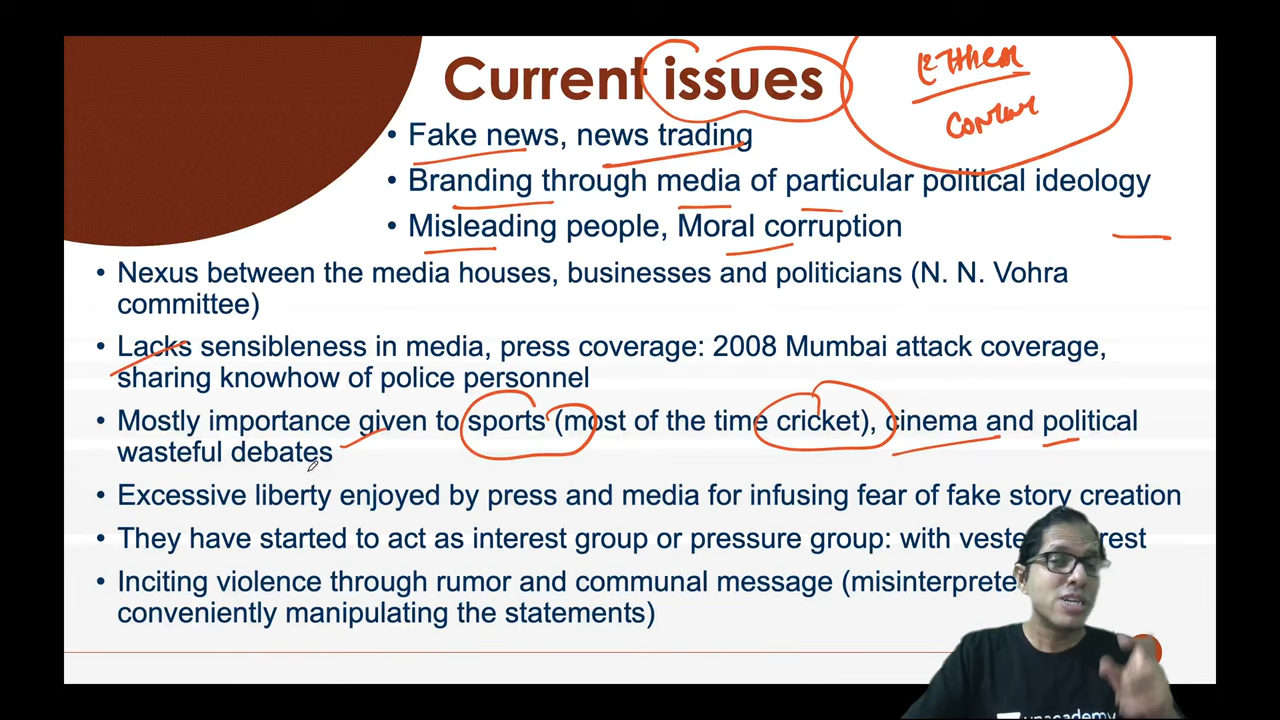 Current issues
• Fake news, news trading
• Branding through media of particular political ideology
• Misleading people, Moral corruption
• Nexus between the media houses, businesses and politicians (N. N. Vohra
committee)
• Lacks sensibleness in media, press coverage: 2008 Mumbai attack coverage,
sharing knowhow of police personnel
• Mostly importance given to sports (most of the time cricket), cinema and political
wasteful debates
• Excessive liberty enjoyed by press and media for infusing fear of fake story creation
• They have started to act as interest group or pressure group: with
• Inciting violence through rumor and communal message
conveniently manipulating the statements)
unacademy